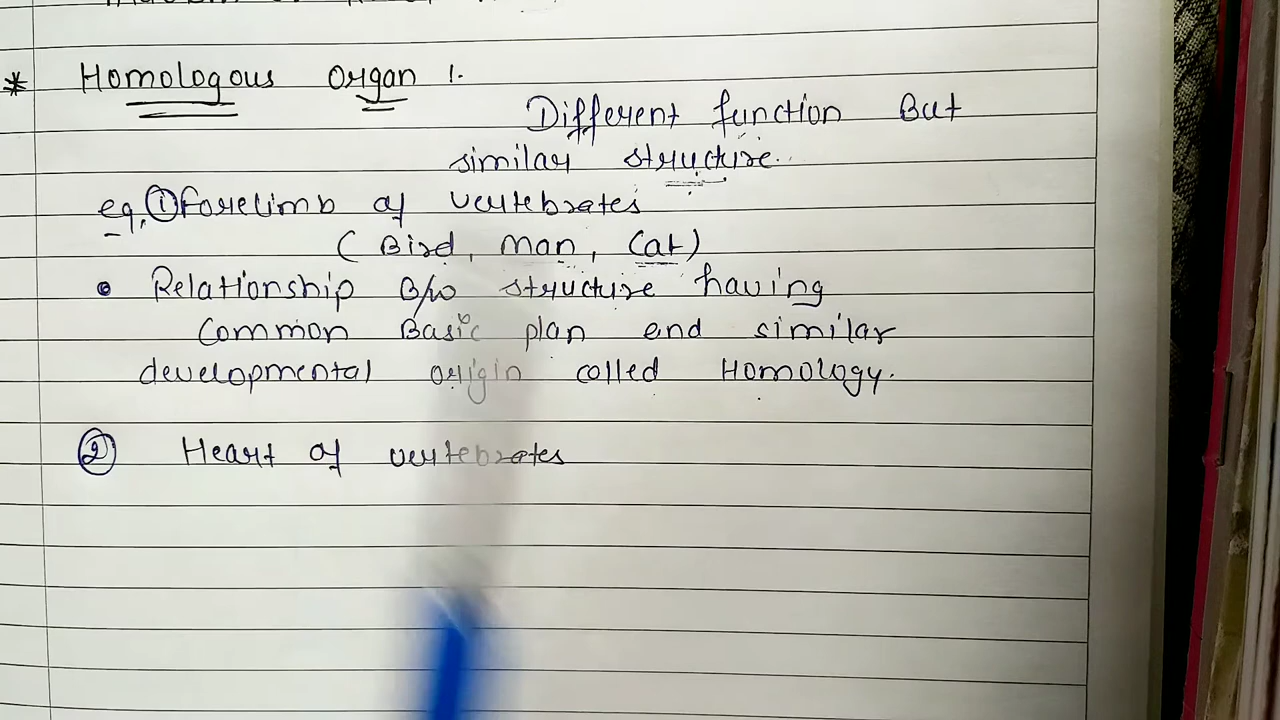 * Homologous Organ :-
Different function But
similar structure.
eg. ① Forelimb of vertebrates
( Bird, man, Cat )
• Relationship B/w structure having
Common Basic plan end similar
developmental origin called Homology.
② Heart of vertebrates